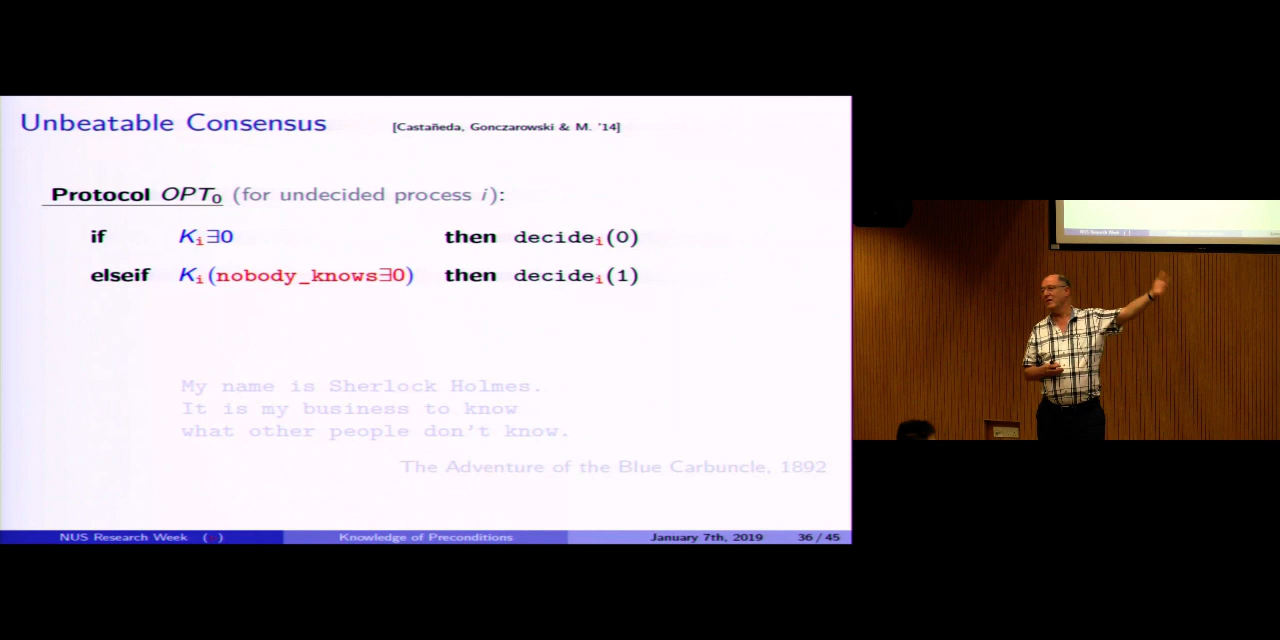 Unbeatable Consensus [Castañeda, Gonczarowski & M. '14]
Protocol OPT₀ (for undecided process i):
if Kᵢ∃0 then decideᵢ(0)
elseif Kᵢ(nobody_knows∃0) then decideᵢ(1)
My name is Sherlock Holmes.
It is my business to know
what other people don't know.
The Adventure of the Blue Carbuncle, 1892
NUS Research Week ( ) Knowledge of Preconditions January 7th, 2019 36 / 45
NUS Research Week